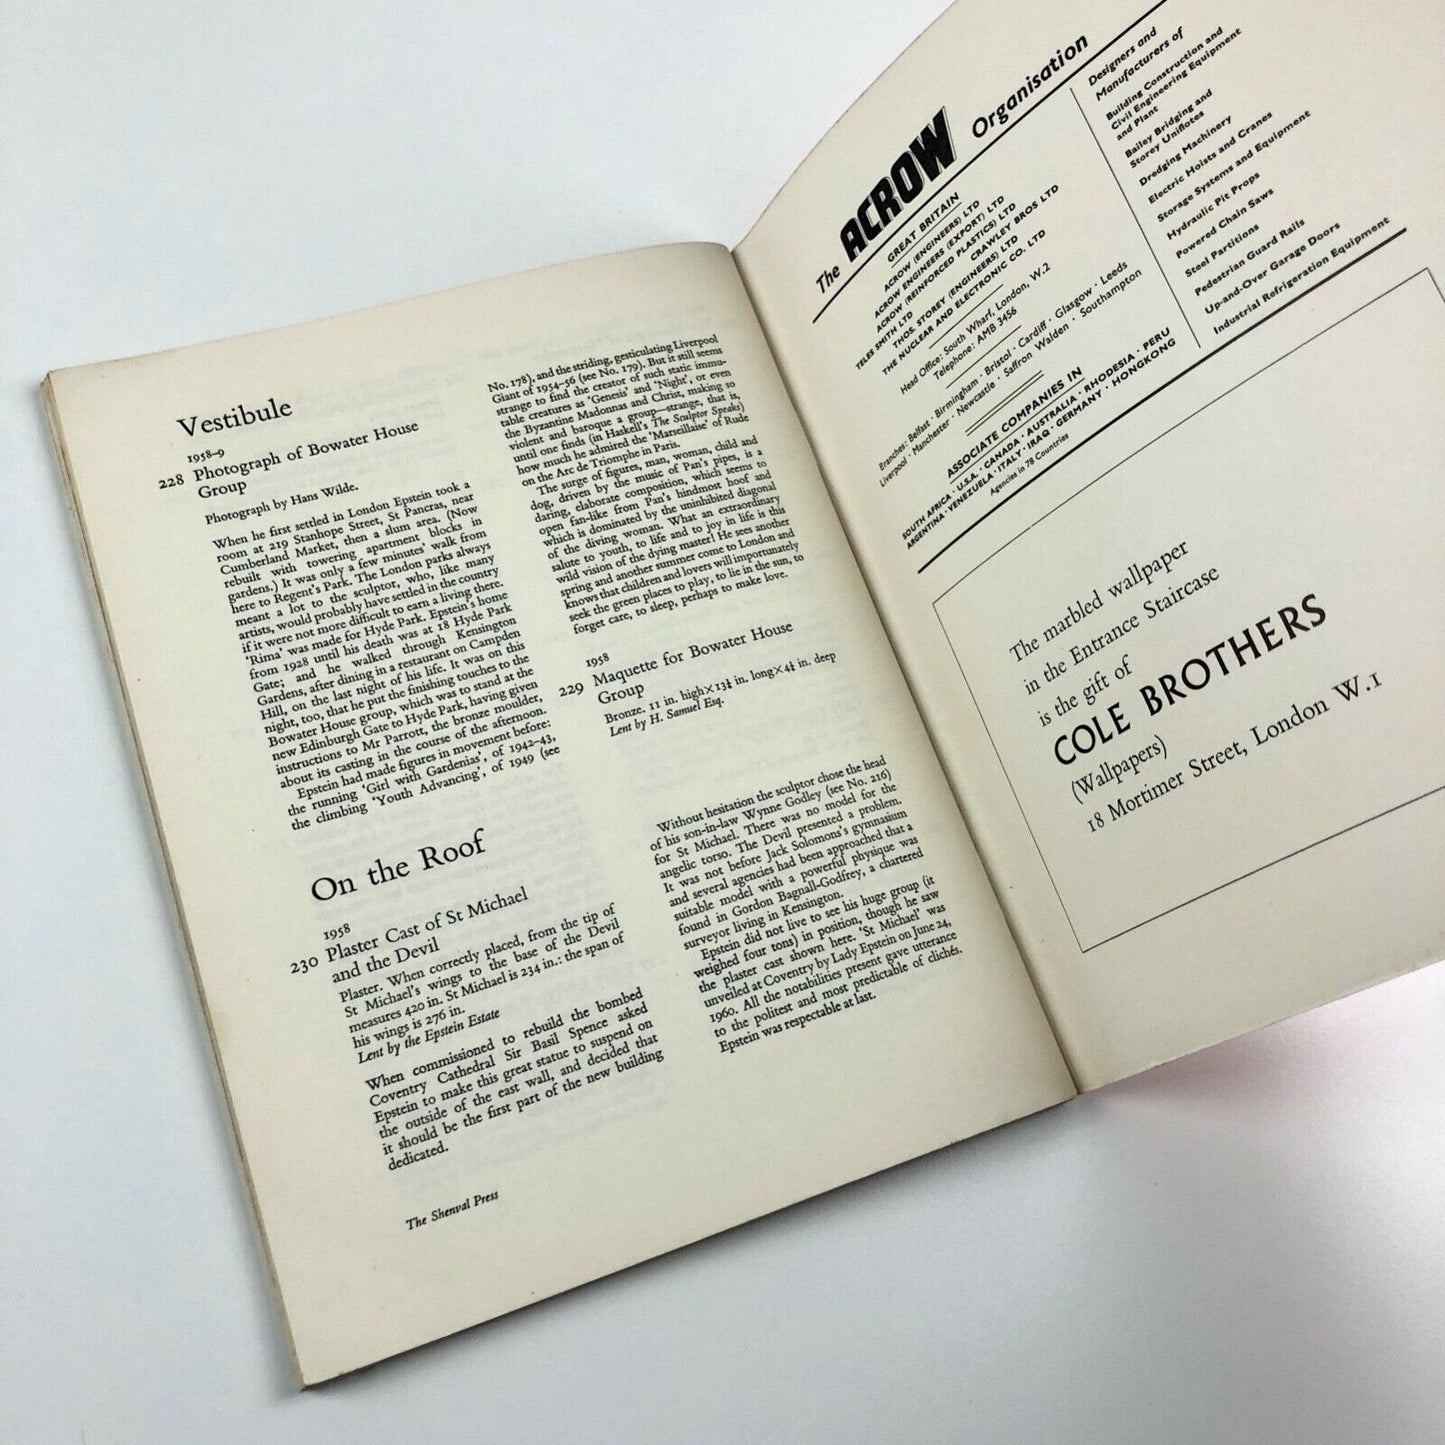 Vestibule
1958–9
228 Photograph of Bowater House
Group
Photograph by Hans Wilde.
When he first settled in London Epstein took a
room at 219 Stanhope Street, St Pancras, near
Cumberland Market, then a slum area. (Now
rebuilt with towering apartment blocks in
gardens.) It was only a few minutes' walk from
here to Regent's Park. The London parks always
meant a lot to the sculptor, who, like many
artists, would probably have settled in the country
if it were not more difficult to earn a living there.
'Rima' was made for Hyde Park. Epstein's home
from 1928 until his death was at 18 Hyde Park
Gate; and he walked through Kensington
Gardens, after dining in a restaurant on Campden
Hill, on the last night of his life. It was on this
night, too, that he put the finishing touches to the
Bowater House group, which was to stand at the
new Edinburgh Gate to Hyde Park, having given
instructions to Mr Parrott, the bronze moulder,
about its casting in the course of the afternoon.
Epstein had made figures in movement before:
the running 'Girl with Gardenias', of 1942–43,
the climbing 'Youth Advancing', of 1949 (see
No. 178), and the striding, gesticulating Liverpool
Giant of 1954–56 (see No. 179). But it still seems
strange to find the creator of such static immu-
table creatures as 'Genesis' and 'Night', or even
the Byzantine Madonnas and Christ, making so
violent and baroque a group—strange, that is,
until one finds (in Haskell's The Sculptor Speaks)
how much he admired the 'Marseillaise' of Rude
on the Arc de Triomphe in Paris.
The surge of figures, man, woman, child and
dog, driven by the music of Pan's pipes, is a
daring, elaborate composition, which seems to
open fan-like from Pan's hindmost hoof and
which is dominated by the uninhibited diagonal
of the diving woman. What an extraordinary
salute to youth, to life and to joy in life is this
wild vision of the dying master! He sees another
spring and another summer come to London and
knows that children and lovers will importunately
seek the green places to play, to lie in the sun, to
forget care, to sleep, perhaps to make love.
1958
229 Maquette for Bowater House
Group
Bronze. 11 in. high×13¼ in. long×4¼ in. deep
Lent by H. Samuel Esq.
On the Roof
1958
230 Plaster Cast of St Michael
and the Devil
Plaster. When correctly placed, from the tip of
St Michael's wings to the base of the Devil
measures 420 in. St Michael is 234 in.: the span of
his wings is 276 in.
Lent by the Epstein Estate
When commissioned to rebuild the bombed
Coventry Cathedral Sir Basil Spence asked
Epstein to make this great statue to suspend on
the outside of the east wall, and decided that
it should be the first part of the new building
dedicated.
Without hesitation the sculptor chose the head
of his son-in-law Wynne Godley (see No. 216)
for St Michael. There was no model for the
angelic torso. The Devil presented a problem.
It was not before Jack Solomons's gymnasium
and several agencies had been approached that a
suitable model with a powerful physique was
found in Gordon Bagnall-Godfrey, a chartered
surveyor living in Kensington.
Epstein did not live to see his huge group (it
weighed four tons) in position, though he saw
the plaster cast shown here. 'St Michael' was
unveiled at Coventry by Lady Epstein on June 24,
1960. All the notabilities present gave utterance
to the politest and most predictable of clichés.
Epstein was respectable at last.
The Shenval Press
The ACROW Organisation
GREAT BRITAIN
ACROW (ENGINEERS) LTD
ACROW ENGINEERS (EXPORT) LTD
ACROW (REINFORCED PLASTICS) LTD
TELES SMITH LTD CRAWLEY BROS LTD
THOS. STOREY (ENGINEERS) LTD
THE NUCLEAR AND ELECTRONIC CO. LTD
Head Office: South Wharf, London, W.2
Telephone: AMB 3456
Branches: Belfast · Birmingham · Bristol · Cardiff · Glasgow · Leeds
Liverpool · Manchester · Newcastle · Saffron Walden · Southampton
ASSOCIATE COMPANIES IN
SOUTH AFRICA · U.S.A. · CANADA · AUSTRALIA · RHODESIA · PERU
ARGENTINA · VENEZUELA · ITALY · IRAQ · GERMANY · HONGKONG
Agencies in 78 Countries
Designers and
Manufacturers of
Building Construction and
Civil Engineering Equipment
and Plant
Bailey Bridging and
Storey Uniflotes
Dredging Machinery
Electric Hoists and Cranes
Storage Systems and Equipment
Hydraulic Pit Props
Powered Chain Saws
Steel Partitions
Pedestrian Guard Rails
Up-and-Over Garage Doors
Industrial Refrigeration Equipment
The marbled wallpaper
in the Entrance Staircase
is the gift of
COLE BROTHERS
(Wallpapers)
18 Mortimer Street, London W.1